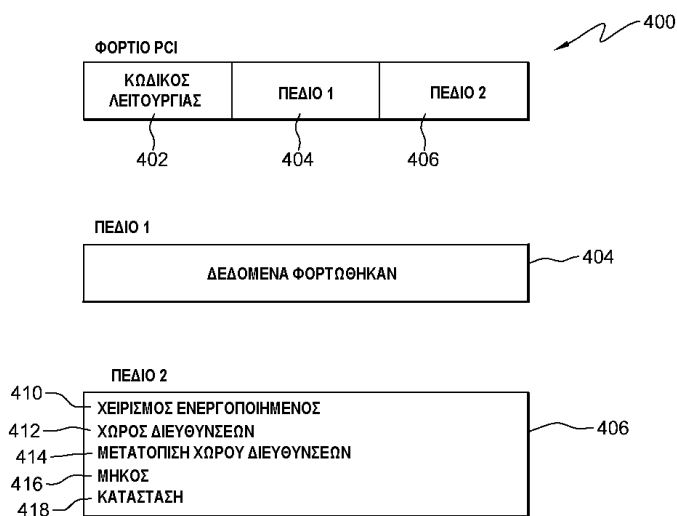 ΦΟΡΤΙΟ PCI
400
ΚΩΔΙΚΟΣ
ΛΕΙΤΟΥΡΓΙΑΣ
ΠΕΔΙΟ 1
ΠΕΔΙΟ 2
402
404
406
ΠΕΔΙΟ 1
ΔΕΔΟΜΕΝΑ ΦΟΡΤΩΘΗΚΑΝ
404
ΠΕΔΙΟ 2
410 ΧΕΙΡΙΣΜΟΣ ΕΝΕΡΓΟΠΟΙΗΜΕΝΟΣ
412 ΧΩΡΟΣ ΔΙΕΥΘΥΝΣΕΩΝ
414 ΜΕΤΑΤΟΠΙΣΗ ΧΩΡΟΥ ΔΙΕΥΘΥΝΣΕΩΝ
416 ΜΗΚΟΣ
418 ΚΑΤΑΣΤΑΣΗ
406